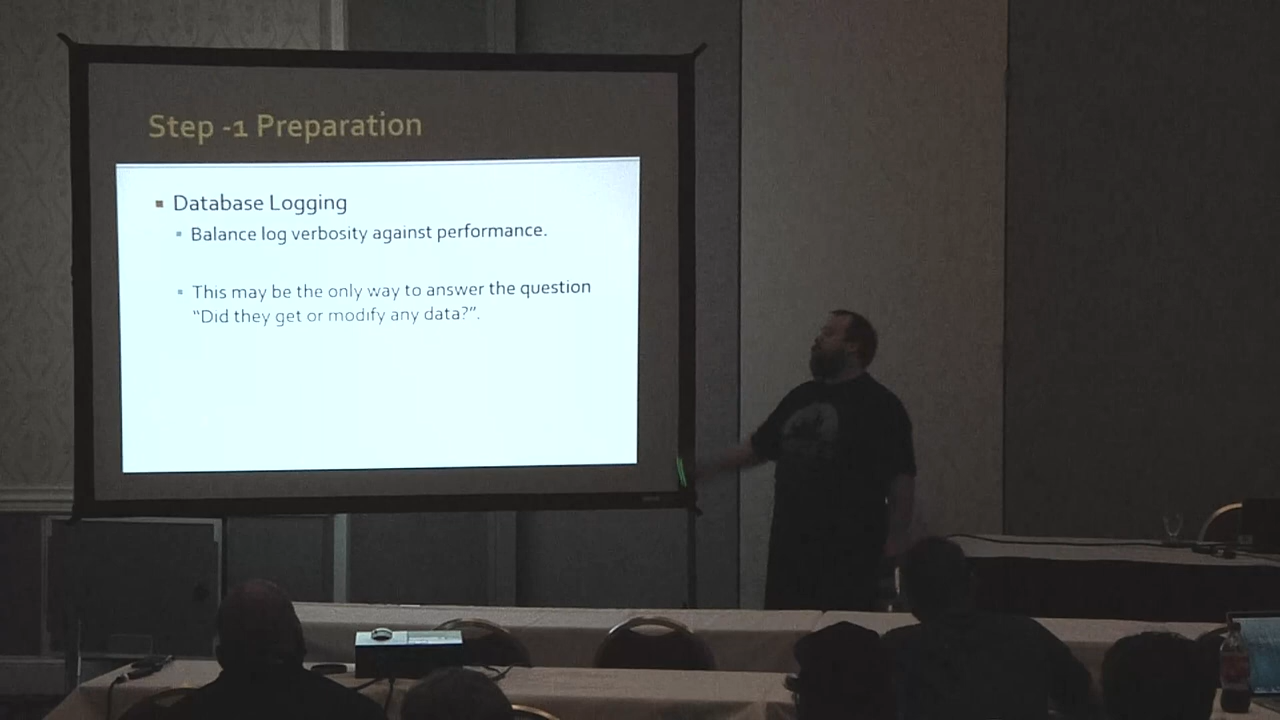 Step -1 Preparation
Database Logging
Balance log verbosity against performance.
This may be the only way to answer the question
“Did they get or modify any data?”.